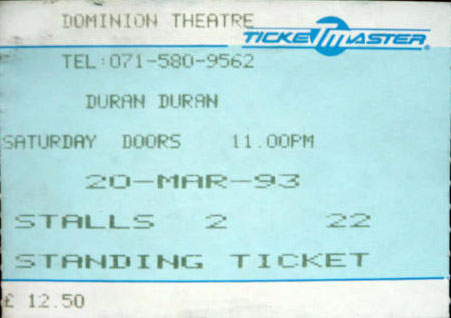 DOMINION THEATRE
TICKETMASTER®
TEL:071-580-9562
DURAN DURAN
SATURDAY DOORS 11.00PM
20-MAR-93
STALLS 2 22
STANDING TICKET
£ 12.50